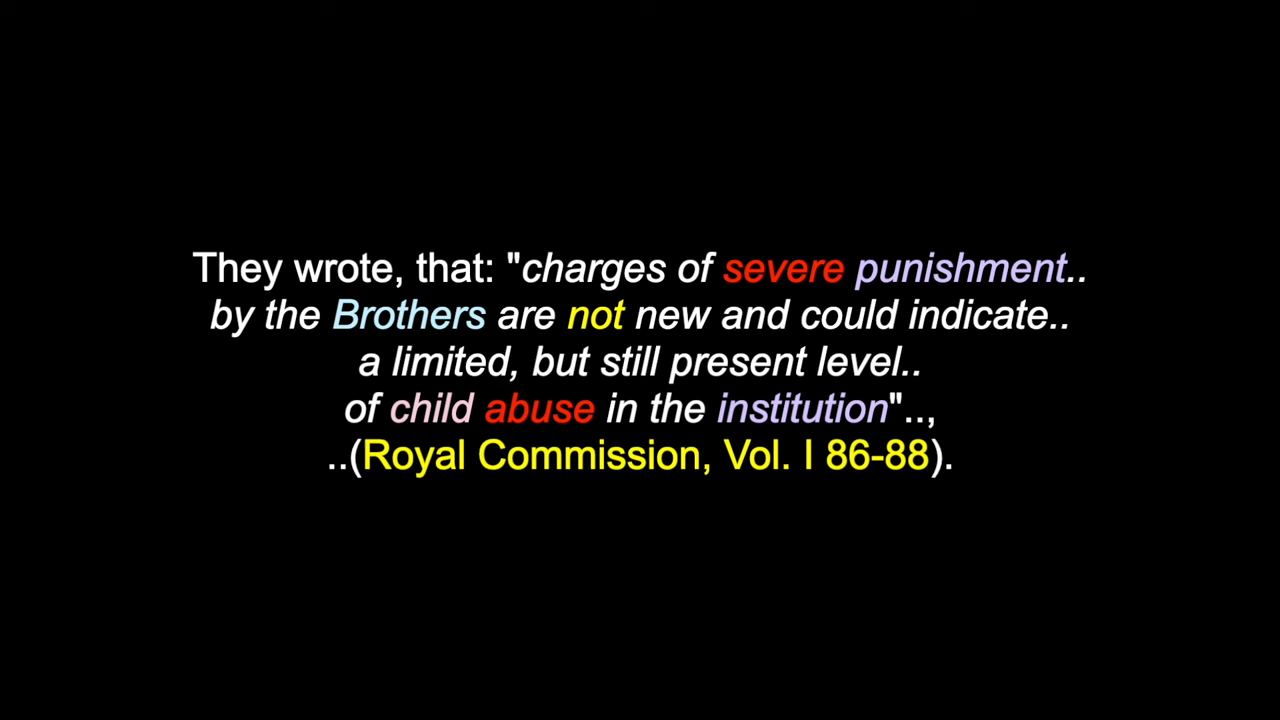 They wrote, that: "charges of severe punishment..
by the Brothers are not new and could indicate..
a limited, but still present level..
of child abuse in the institution"..,
..(Royal Commission, Vol. I 86-88).